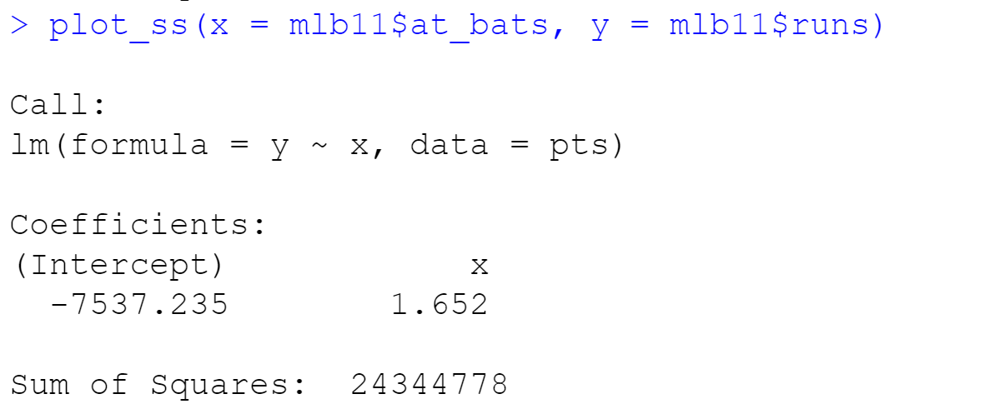 > plot_ss(x = mlb11$at_bats, y = mlb11$runs)
Call:
lm(formula = y ~ x, data = pts)
Coefficients:
(Intercept)            x
  -7537.235        1.652
Sum of Squares:  24344778